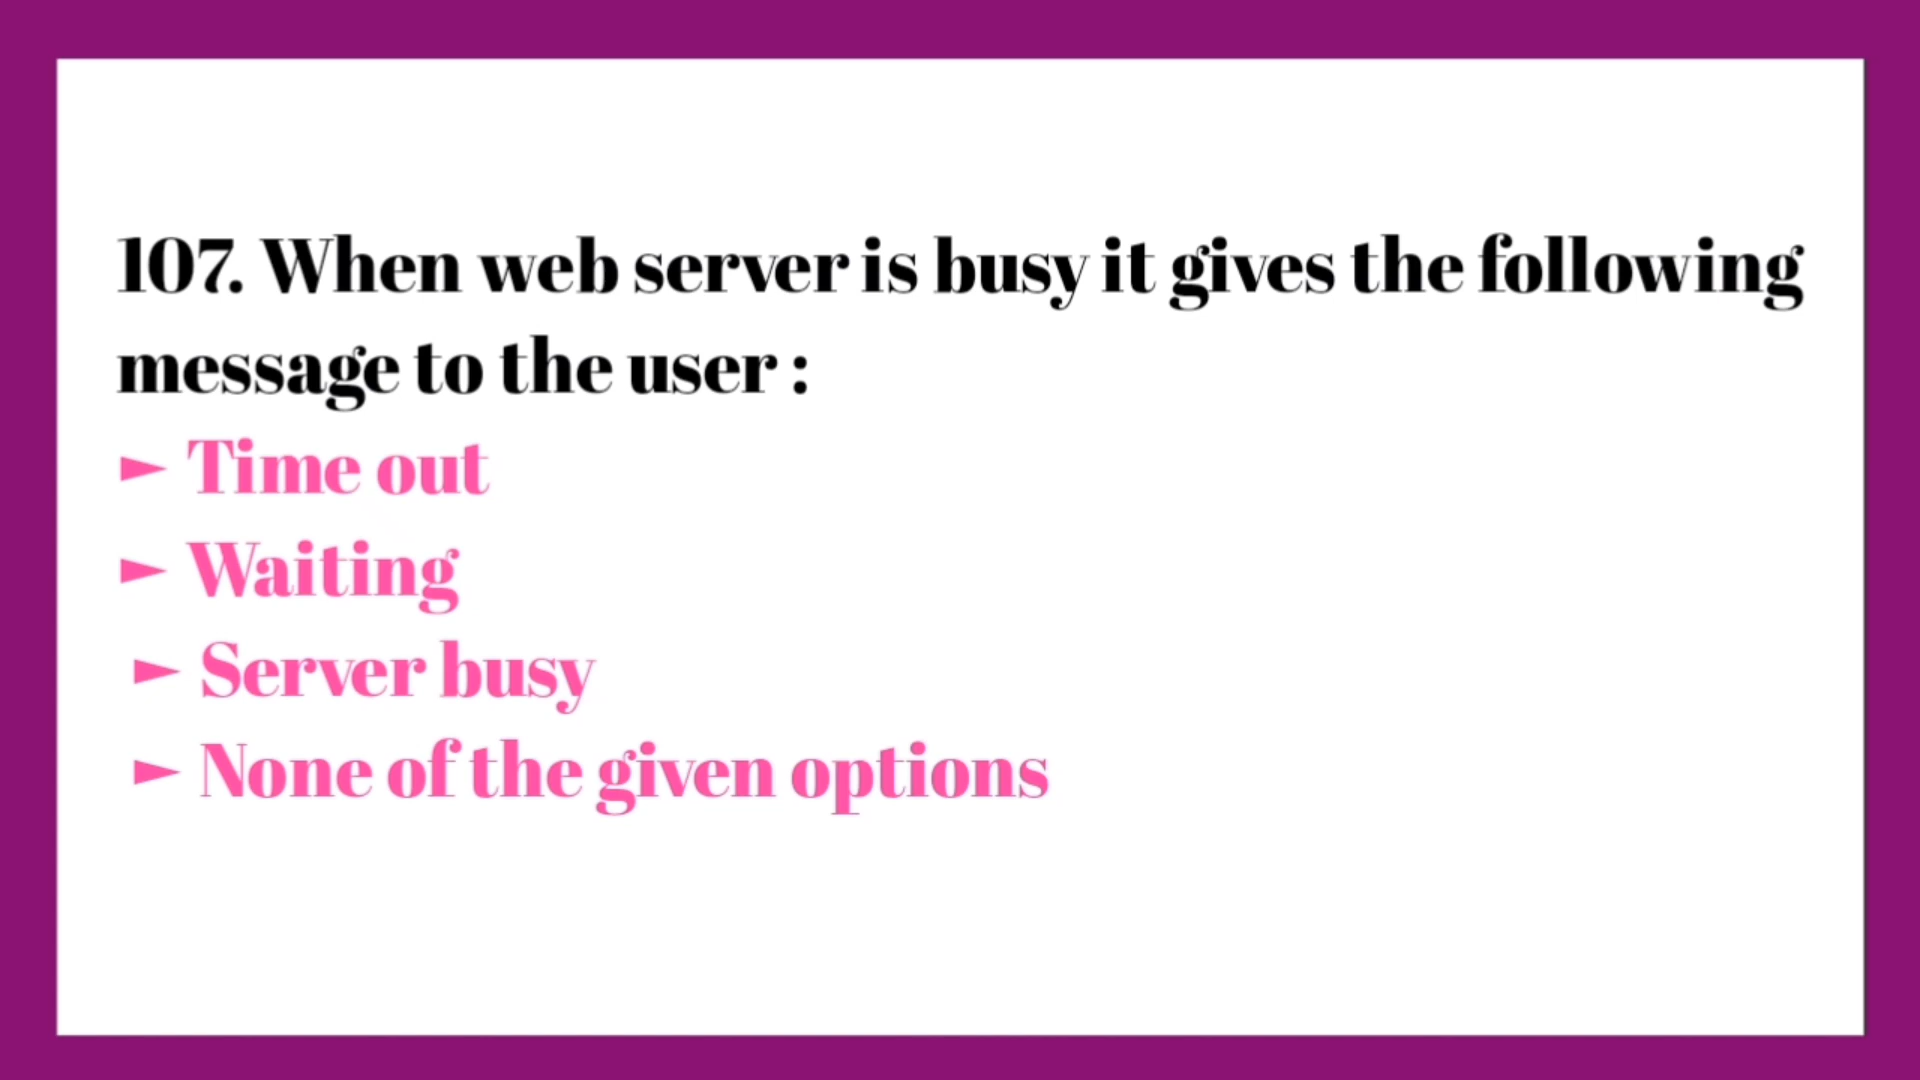 107. When web server is busy it gives the following
message to the user :
► Time out
► Waiting
► Server busy
► None of the given options